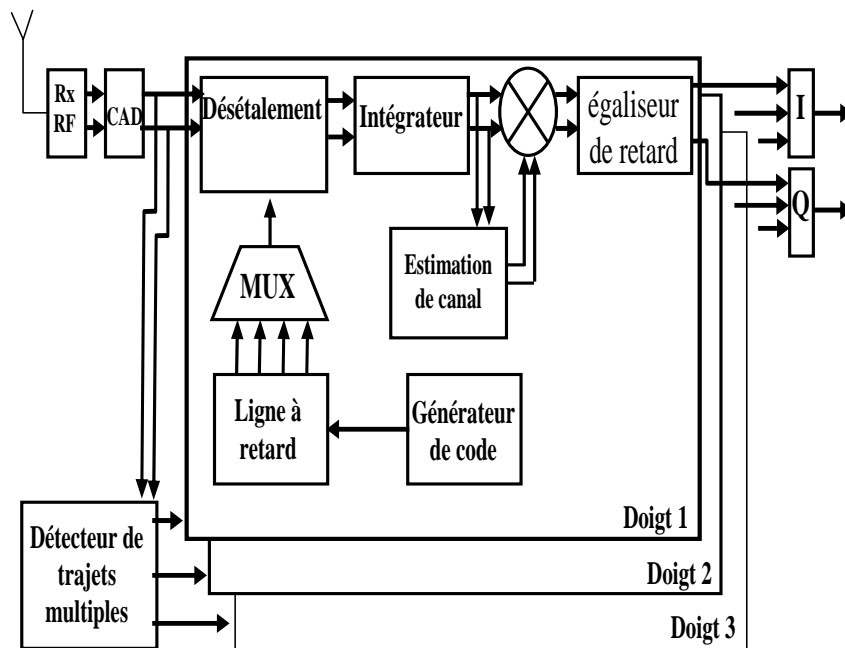 Rx
RF
CAD
Désétalement
Intégrateur
égaliseur
de retard
I
Q
Estimation
de canal
MUX
Ligne à
retard
Générateur
de code
Doigt 1
Détecteur de
trajets
multiples
Doigt 2
Doigt 3